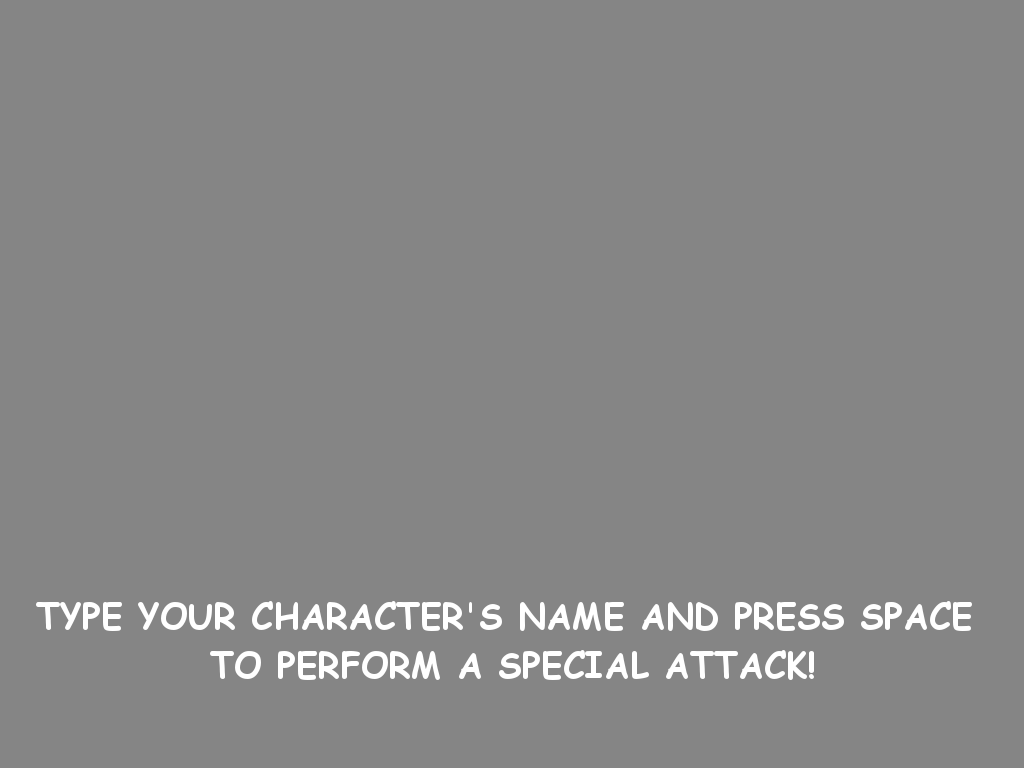 TYPE YOUR CHARACTER'S NAME AND PRESS SPACE
TO PERFORM A SPECIAL ATTACK!